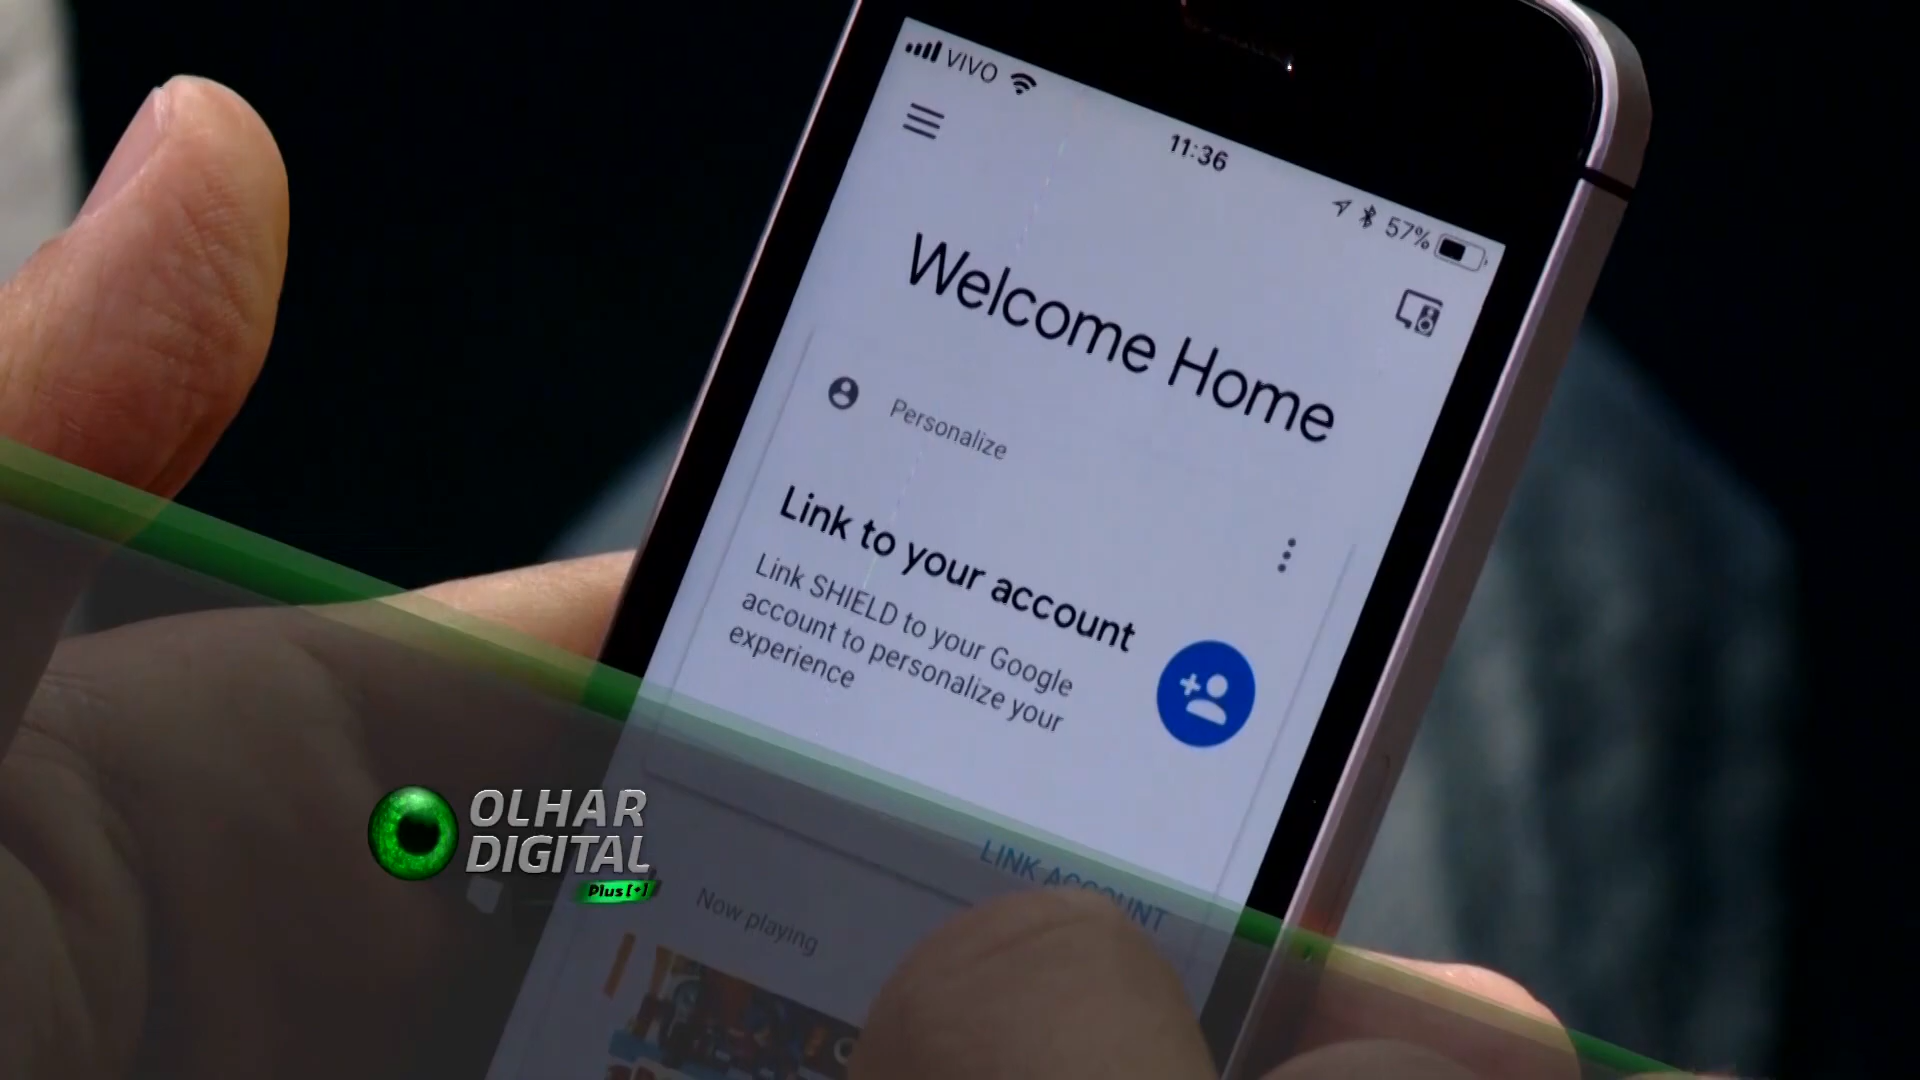 VIVO
11:36
57%
Welcome Home
Personalize
Link to your account
Link SHIELD to your Google
account to personalize your
experience
LINK ACCOUNT
Now playing
OLHAR
DIGITAL
Plus[+]